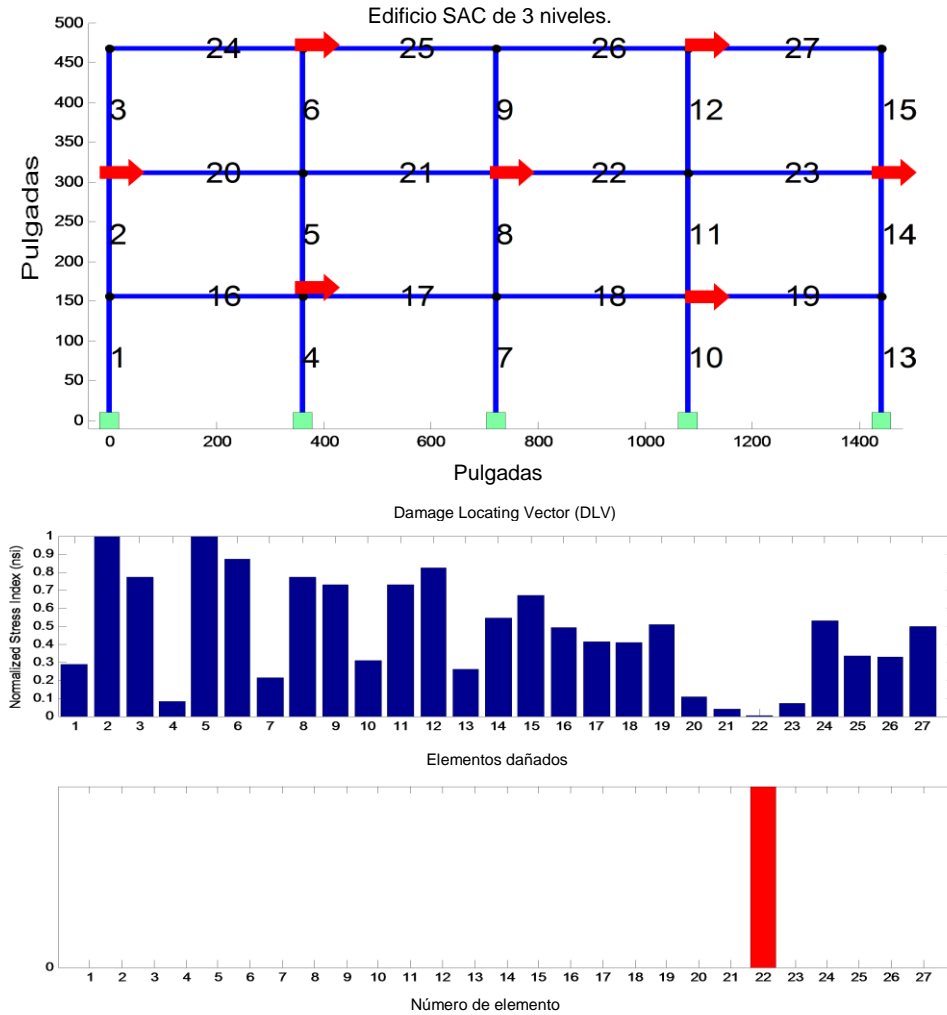 Edificio SAC de 3 niveles.
500
450
400
350
300
250
200
150
100
50
0
Pulgadas
24 25 26 27
3 6 9 12 15
20 21 22 23
2 5 8 11 14
16 17 18 19
1 4 7 10 13
0 200 400 600 800 1000 1200 1400
Pulgadas
Damage Locating Vector (DLV)
Normalized Stress Index (nsi)
1
0.9
0.8
0.7
0.6
0.5
0.4
0.3
0.2
0.1
0
1 2 3 4 5 6 7 8 9 10 11 12 13 14 15 16 17 18 19 20 21 22 23 24 25 26 27
Elementos dañados
0
1 2 3 4 5 6 7 8 9 10 11 12 13 14 15 16 17 18 19 20 21 22 23 24 25 26 27
Número de elemento